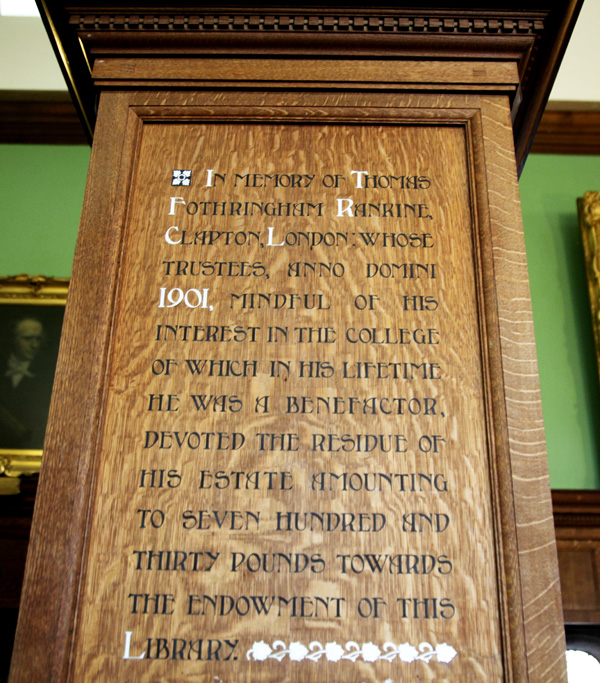 In memory of Thomas
Fothringham Rankine,
Clapton, London: whose
trustees, anno domini
1901, mindful of his
interest in the college
of which in his lifetime
he was a benefactor,
devoted the residue of
his estate amounting
to seven hundred and
thirty pounds towards
the endowment of this
Library.